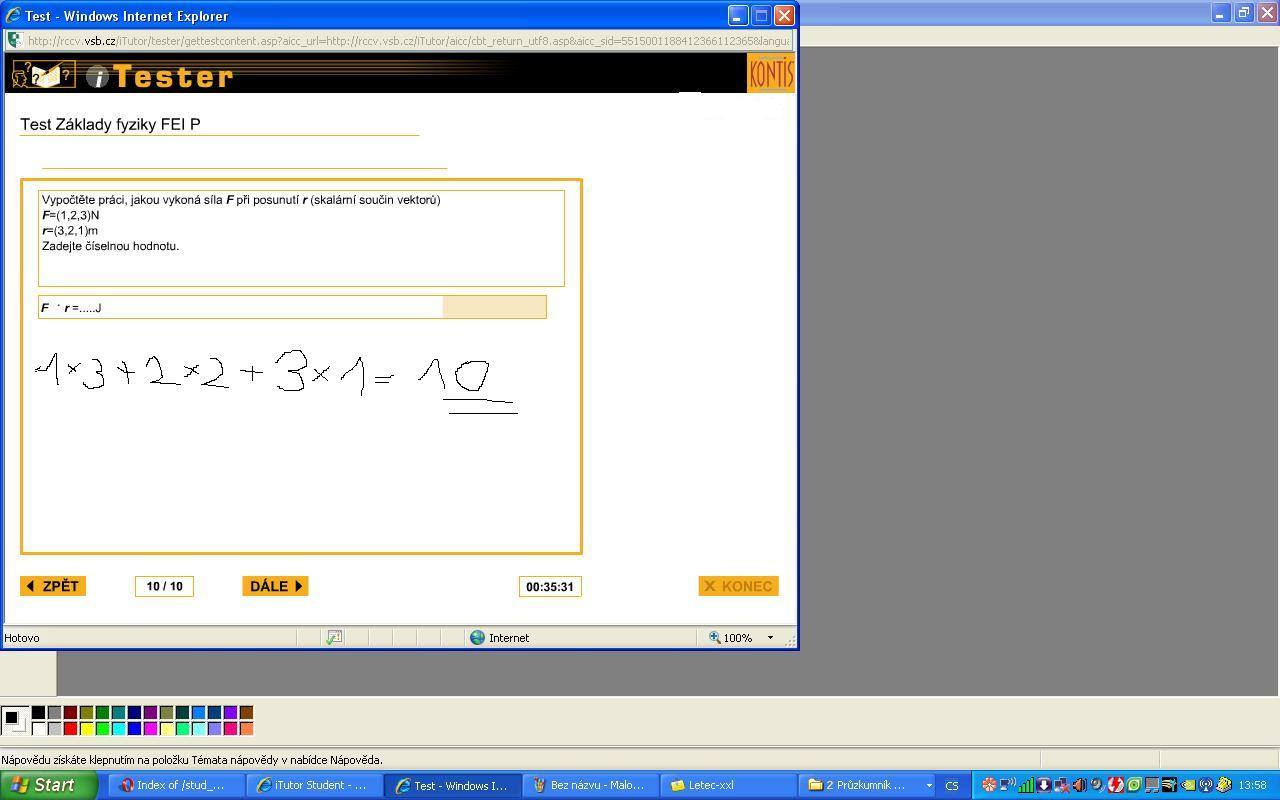 Test - Windows Internet Explorer
http://rccv.vsb.cz/iTutor/tester/gettestcontent.asp?aicc_url=http://rccv.vsb.cz/iTutor/aicc/cbt_return_utf8.asp&aicc_sid=55150011884123661123​65&langua
i Tester
KONTIS
Test Základy fyziky FEI P
Vypočtěte práci, jakou vykoná síla F při posunutí r (skalární součin vektorů)
F=(1,2,3)N
r=(3,2,1)m
Zadejte číselnou hodnotu.
F · r =.....J
1×3+2×2+3×1=10
ZPĚT 10 / 10 DÁLE 00:35:31 X KONEC
Hotovo Internet 100%
Nápovědu získáte klepnutím na položku Témata nápovědy v nabídce Nápověda.
Start Index of /stud_... iTutor Student - ... Test - Windows I... Bez názvu - Malo... Letec-xxl 2 Průzkumník ... CS 13:58